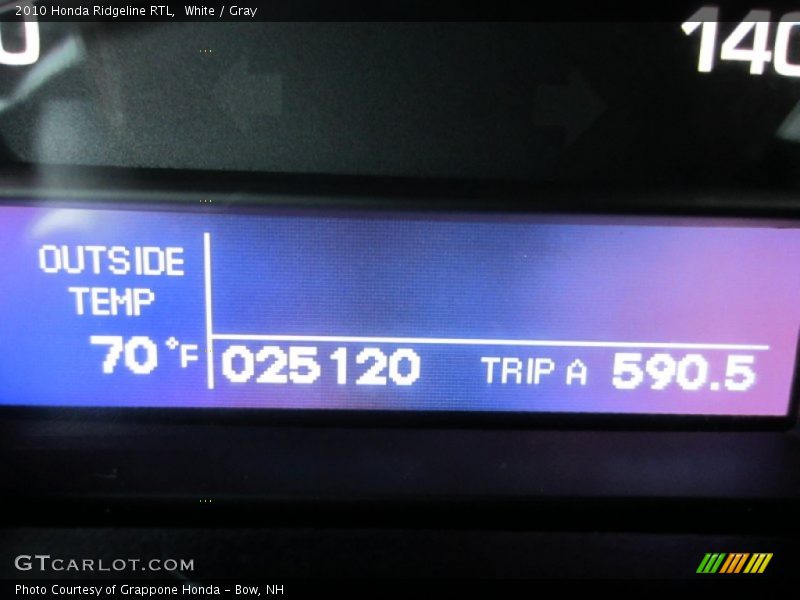 2010 Honda Ridgeline RTL,  White / Gray
140
OUTSIDE
TEMP
70°F
025120 TRIP A 590.5
GTCARLOT.COM
Photo Courtesy of Grappone Honda - Bow, NH